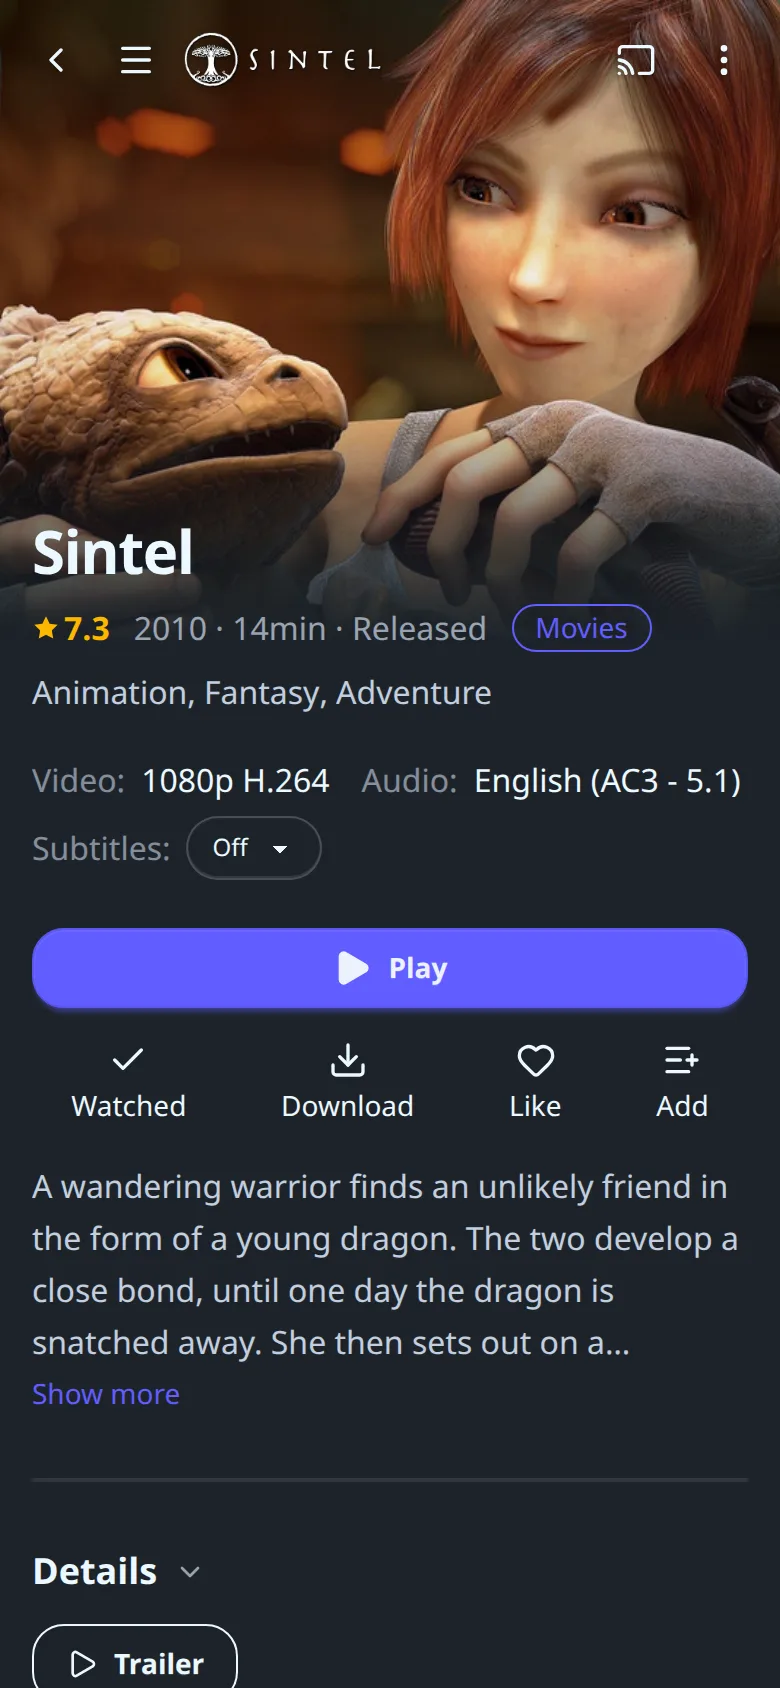 SINTEL
Sintel
7.3 2010 · 14min · Released Movies
Animation, Fantasy, Adventure
Video: 1080p H.264 Audio: English (AC3 - 5.1)
Subtitles: Off
Play
Watched Download Like Add
A wandering warrior finds an unlikely friend in
the form of a young dragon. The two develop a
close bond, until one day the dragon is
snatched away. She then sets out on a...
Show more
Details
Trailer